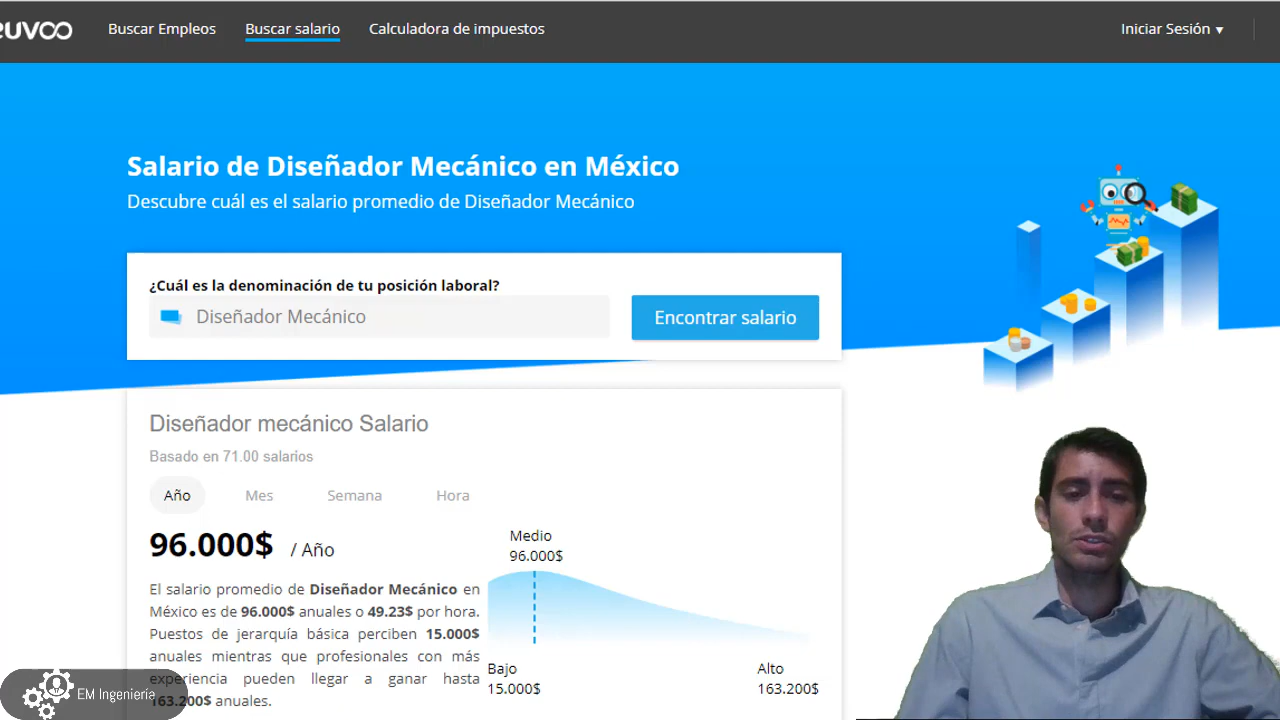 Buscar Empleos
Buscar salario
Calculadora de impuestos
Iniciar Sesión
Salario de Diseñador Mecánico en México
Descubre cuál es el salario promedio de Diseñador Mecánico
¿Cuál es la denominación de tu posición laboral?
Diseñador Mecánico
Encontrar salario
Diseñador mecánico Salario
Basado en 71.00 salarios
Año
Mes
Semana
Hora
96.000$ / Año
El salario promedio de Diseñador Mecánico en
México es de 96.000$ anuales o 49.23$ por hora.
Puestos de jerarquía básica perciben 15.000$
anuales mientras que profesionales con más
experiencia pueden llegar a ganar hasta
163.200$ anuales.
Medio
96.000$
Bajo
15.000$
Alto
163.200$
EM Ingeniería